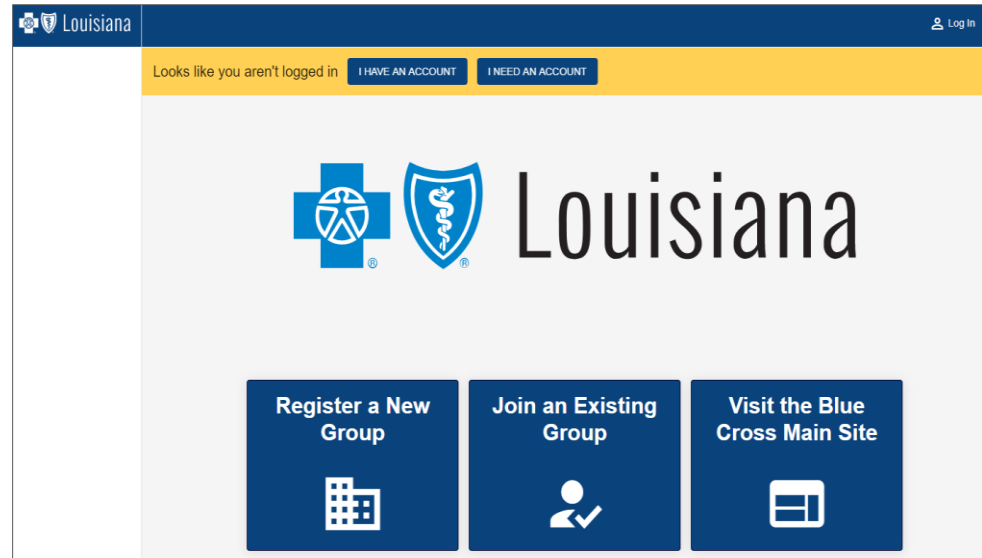 Louisiana
Log In
Looks like you aren't logged in
I HAVE AN ACCOUNT
I NEED AN ACCOUNT
® ® Louisiana
Register a New
Group
Join an Existing
Group
Visit the Blue
Cross Main Site